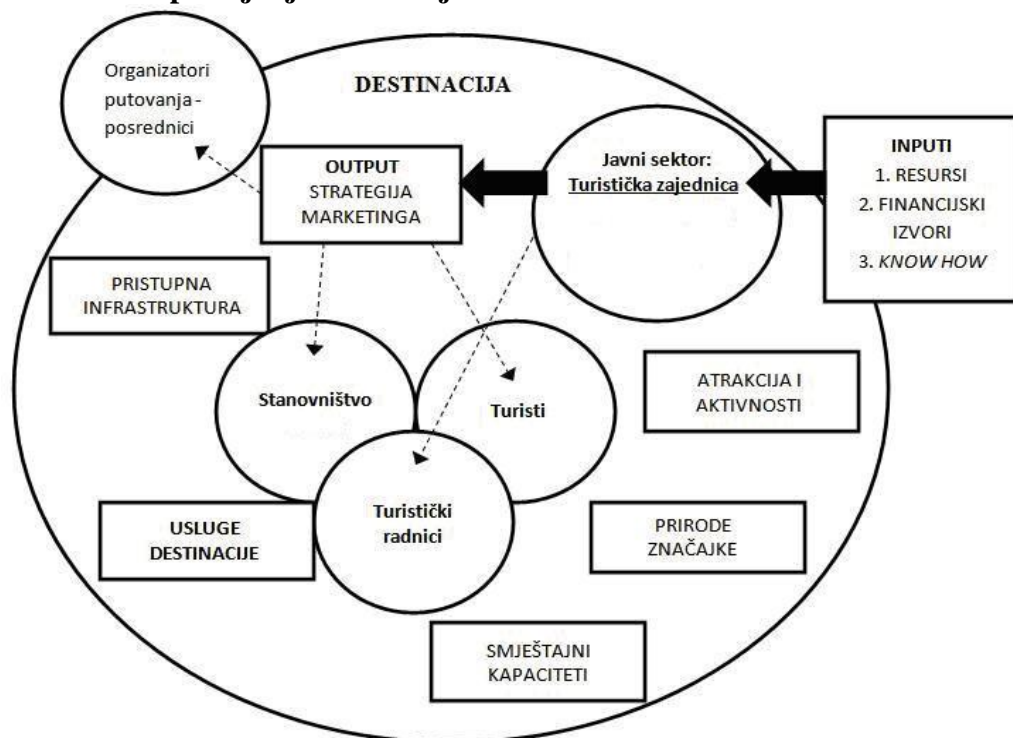 Organizatori
putovanja -
posrednici
DESTINACIJA
OUTPUT
STRATEGIJA
MARKETINGA
Javni sektor:
Turistička zajednica
INPUTI
1. RESURSI
2. FINANCIJSKI
IZVORI
3. KNOW HOW
PRISTUPNA
INFRASTRUKTURA
Stanovništvo
Turisti
ATRAKCIJA I
AKTIVNOSTI
Turistički
radnici
USLUGE
DESTINACIJE
PRIRODE
ZNAČAJKE
SMJEŠTAJNI
KAPACITETI